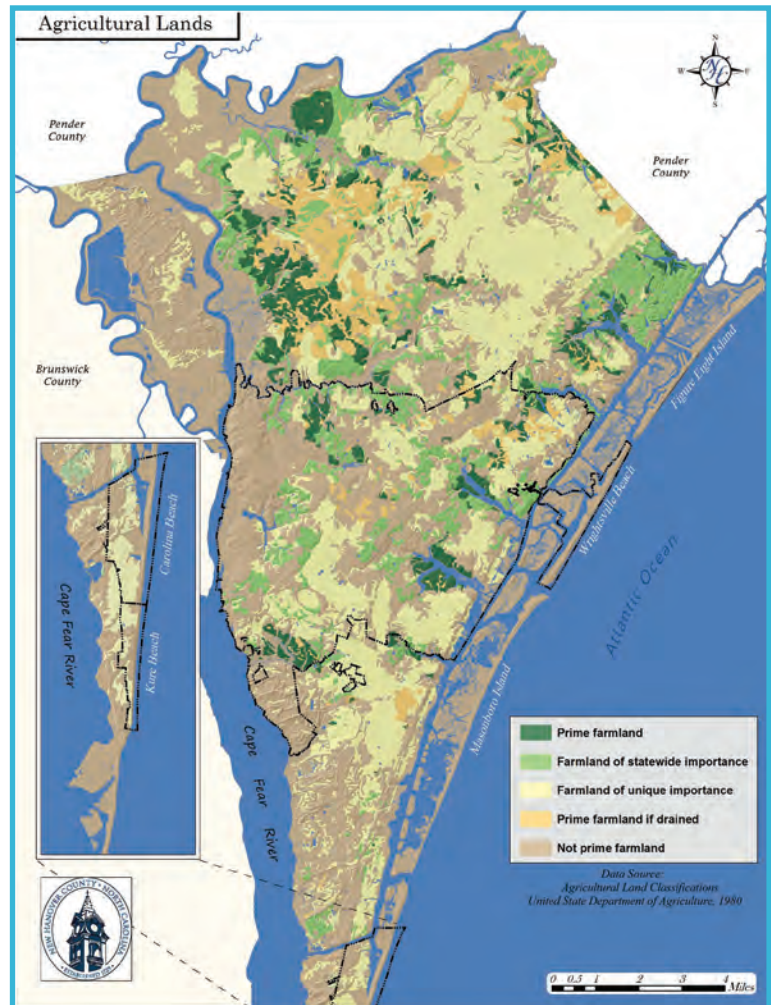 Agricultural Lands
N
W
E
S
NH
Pender
County
Pender
County
Brunswick
County
Figure Eight Island
Wrightsville Beach
Atlantic Ocean
Masonboro Island
Cape Fear River
Carolina Beach
Kure Beach
Cape Fear River
Prime farmland
Farmland of statewide importance
Farmland of unique importance
Prime farmland if drained
Not prime farmland
Data Source:
Agricultural Land Classifications
United State Department of Agriculture, 1980
NEW HANOVER COUNTY • NORTH CAROLINA
0 0.5 1 2 3 4
Miles